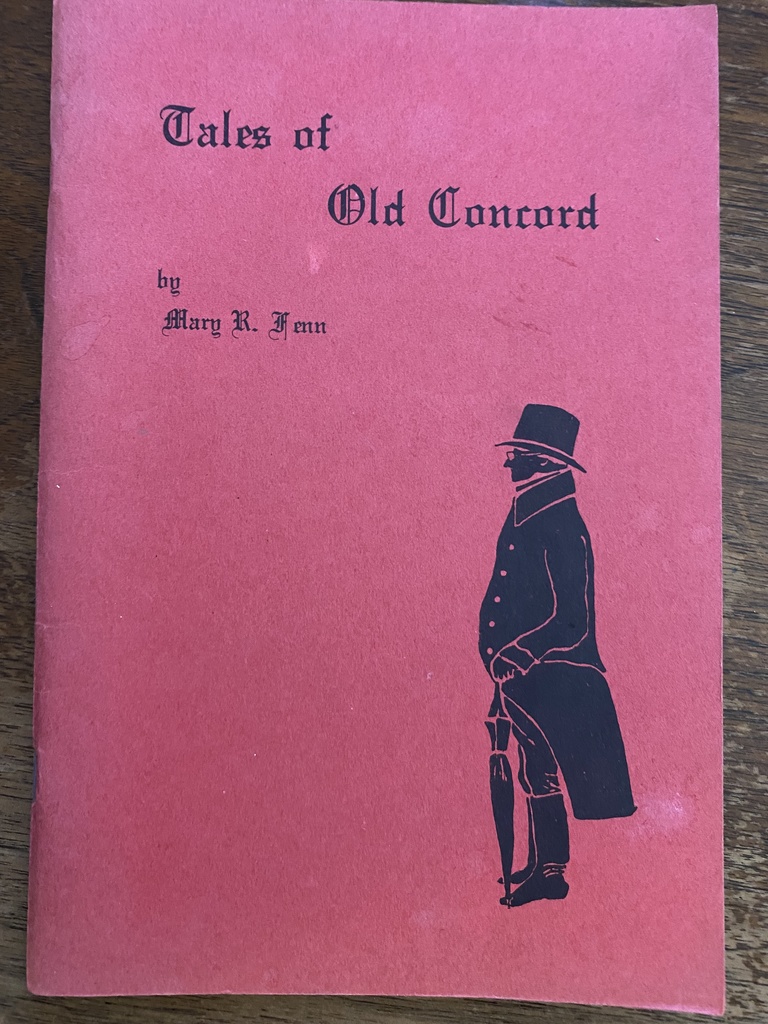 Tales of
Old Concord
by
Mary R. Fenn